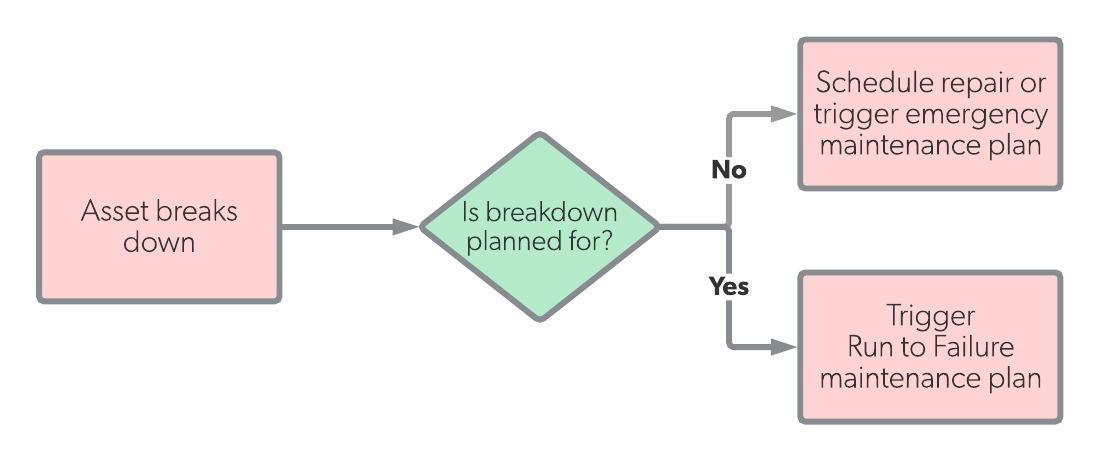 Asset breaks
down
Is breakdown
planned for?
No
Schedule repair or
trigger emergency
maintenance plan
Yes
Trigger
Run to Failure
maintenance plan